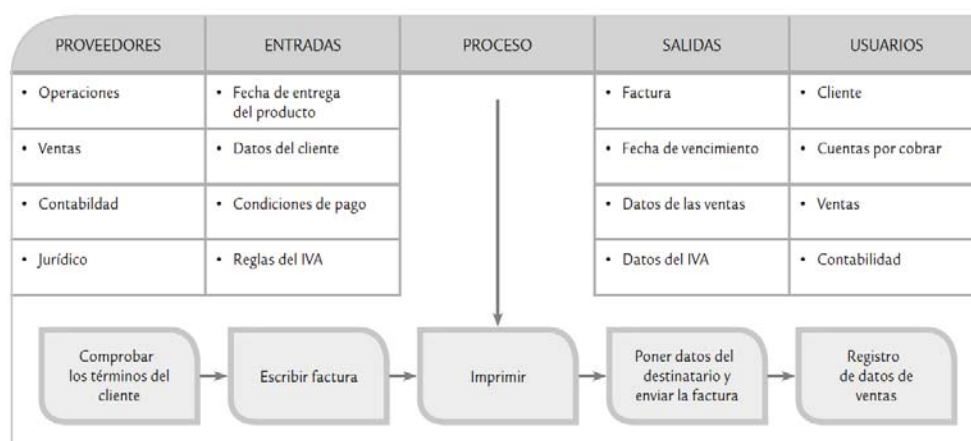 PROVEEDORES
ENTRADAS
PROCESO
SALIDAS
USUARIOS
• Operaciones
• Fecha de entrega
del producto
• Factura
• Cliente
• Ventas
• Datos del cliente
• Fecha de vencimiento
• Cuentas por cobrar
• Contabildad
• Condiciones de pago
• Datos de las ventas
• Ventas
• Jurídico
• Reglas del IVA
• Datos del IVA
• Contabilidad
Comprobar
los términos del
cliente
Escribir factura
Imprimir
Poner datos del
destinatario y
enviar la factura
Registro
de datos de
ventas